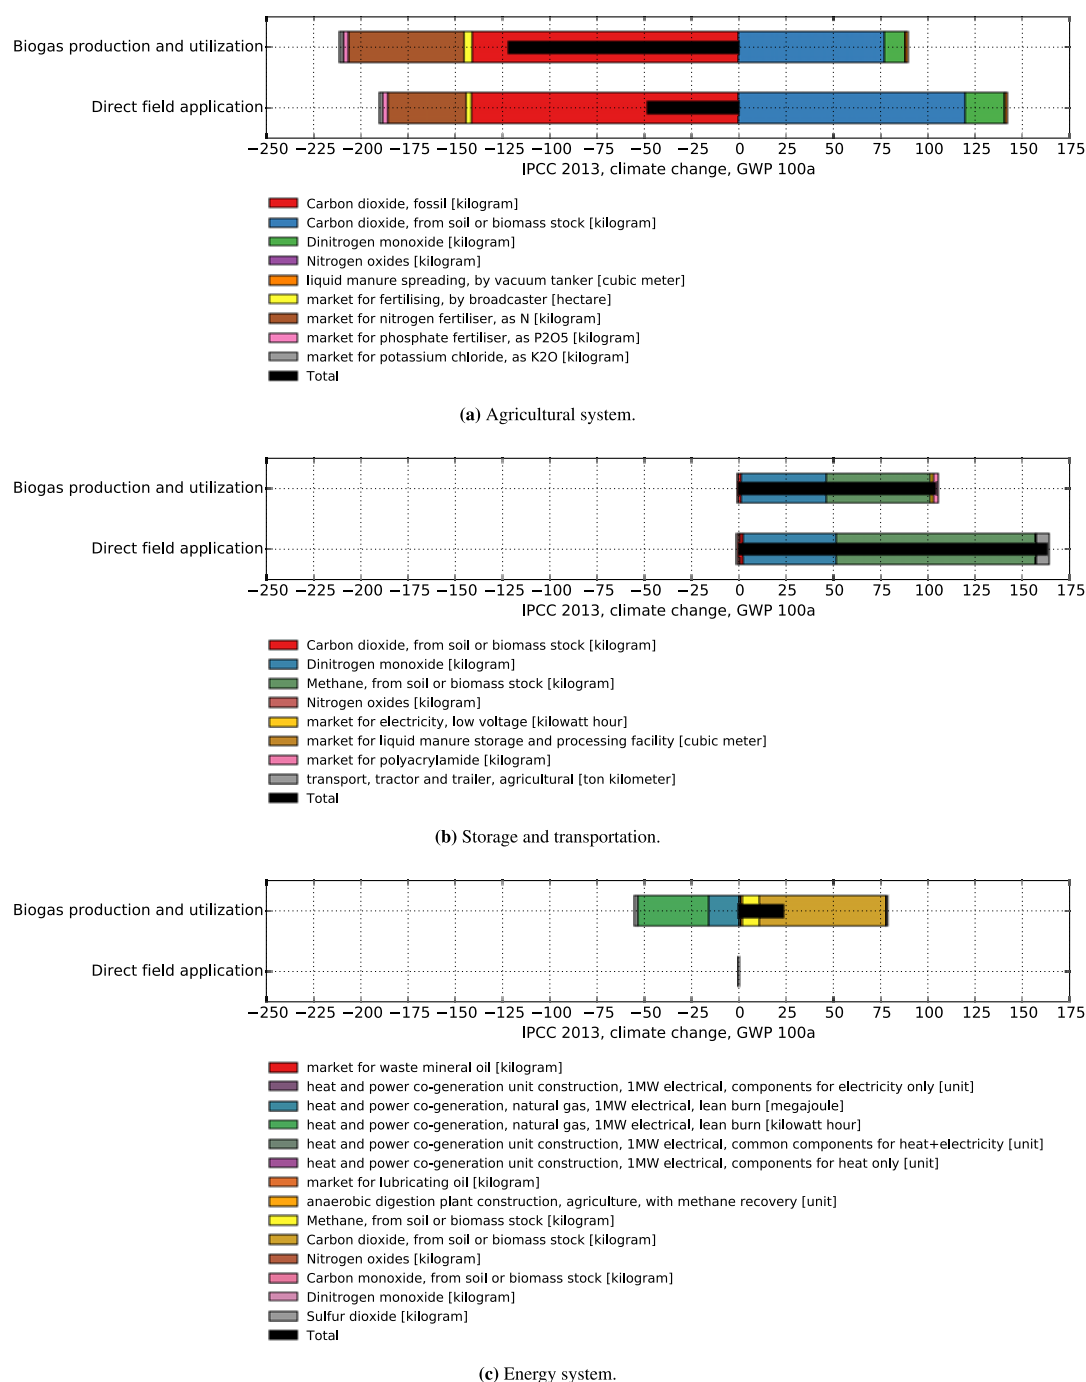 Biogas production and utilization
Direct field application
−250 −225 −200 −175 −150 −125 −100 −75 −50 −25 0 25 50 75 100 125 150 175
IPCC 2013, climate change, GWP 100a
Carbon dioxide, fossil [kilogram]
Carbon dioxide, from soil or biomass stock [kilogram]
Dinitrogen monoxide [kilogram]
Nitrogen oxides [kilogram]
liquid manure spreading, by vacuum tanker [cubic meter]
market for fertilising, by broadcaster [hectare]
market for nitrogen fertiliser, as N [kilogram]
market for phosphate fertiliser, as P2O5 [kilogram]
market for potassium chloride, as K2O [kilogram]
Total
(a) Agricultural system.
Biogas production and utilization
Direct field application
−250 −225 −200 −175 −150 −125 −100 −75 −50 −25 0 25 50 75 100 125 150 175
IPCC 2013, climate change, GWP 100a
Carbon dioxide, from soil or biomass stock [kilogram]
Dinitrogen monoxide [kilogram]
Methane, from soil or biomass stock [kilogram]
Nitrogen oxides [kilogram]
market for electricity, low voltage [kilowatt hour]
market for liquid manure storage and processing facility [cubic meter]
market for polyacrylamide [kilogram]
transport, tractor and trailer, agricultural [ton kilometer]
Total
(b) Storage and transportation.
Biogas production and utilization
Direct field application
−250 −225 −200 −175 −150 −125 −100 −75 −50 −25 0 25 50 75 100 125 150 175
IPCC 2013, climate change, GWP 100a
market for waste mineral oil [kilogram]
heat and power co-generation unit construction, 1MW electrical, components for electricity only [unit]
heat and power co-generation, natural gas, 1MW electrical, lean burn [megajoule]
heat and power co-generation, natural gas, 1MW electrical, lean burn [kilowatt hour]
heat and power co-generation unit construction, 1MW electrical, common components for heat+electricity [unit]
heat and power co-generation unit construction, 1MW electrical, components for heat only [unit]
market for lubricating oil [kilogram]
anaerobic digestion plant construction, agriculture, with methane recovery [unit]
Methane, from soil or biomass stock [kilogram]
Carbon dioxide, from soil or biomass stock [kilogram]
Nitrogen oxides [kilogram]
Carbon monoxide, from soil or biomass stock [kilogram]
Dinitrogen monoxide [kilogram]
Sulfur dioxide [kilogram]
Total
(c) Energy system.